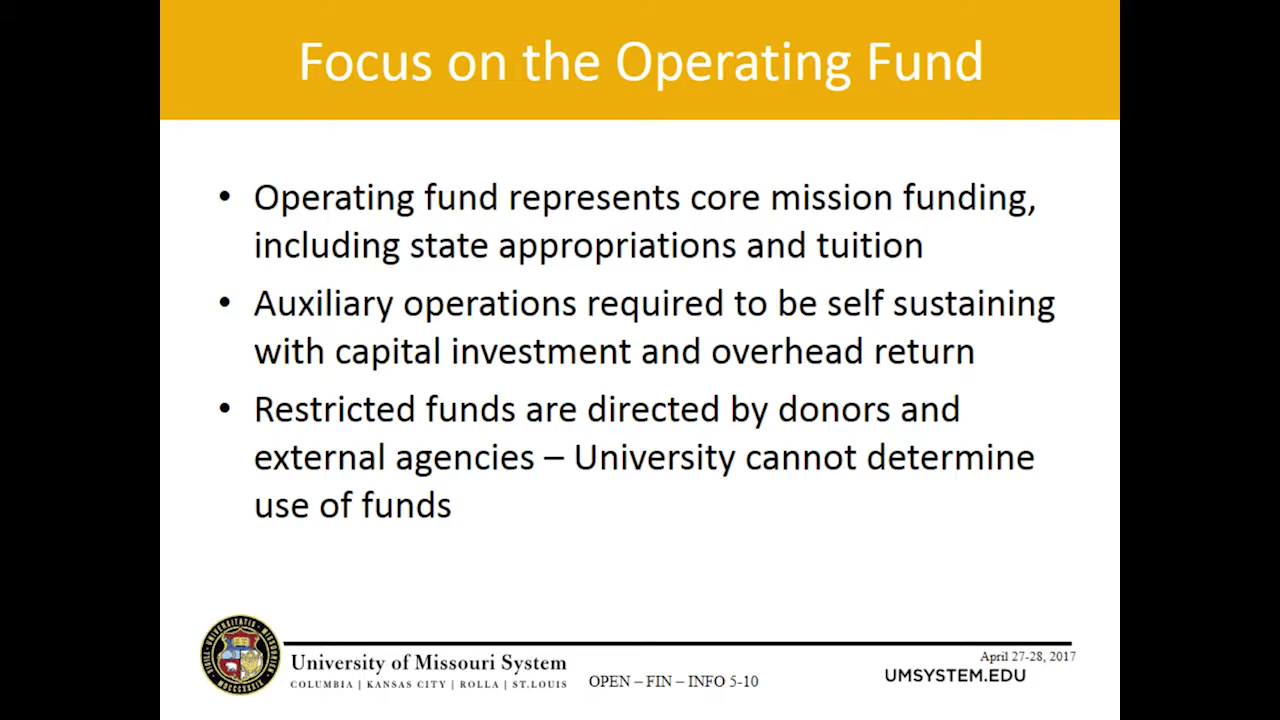 Focus on the Operating Fund
• Operating fund represents core mission funding,
including state appropriations and tuition
• Auxiliary operations required to be self sustaining
with capital investment and overhead return
• Restricted funds are directed by donors and
external agencies – University cannot determine
use of funds
University of Missouri System
COLUMBIA | KANSAS CITY | ROLLA | ST.LOUIS
OPEN – FIN – INFO 5-10
April 27-28, 2017
UMSYSTEM.EDU